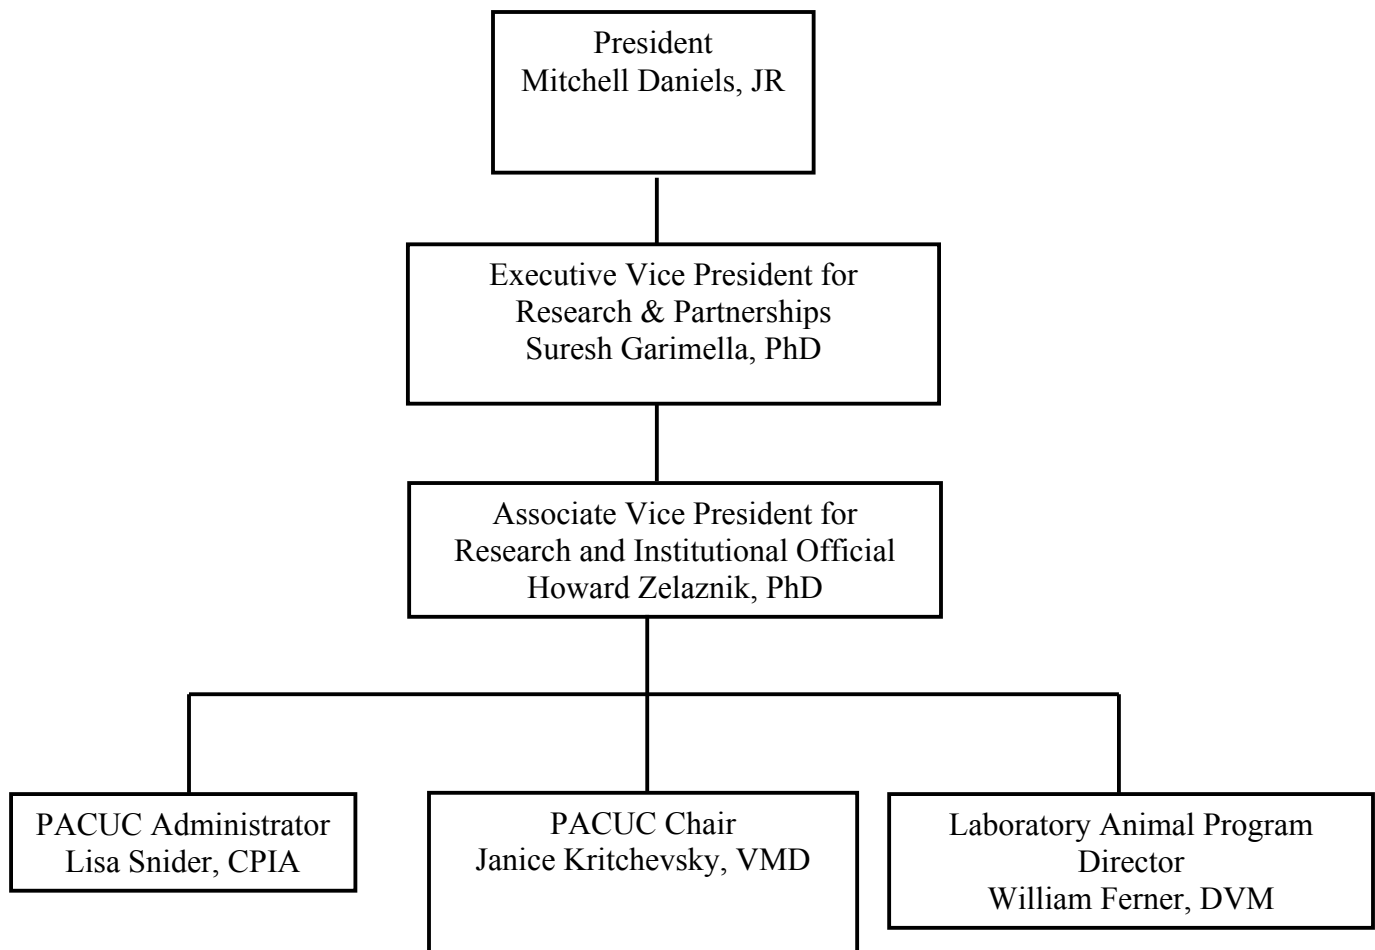 President
Mitchell Daniels, JR
Executive Vice President for
Research & Partnerships
Suresh Garimella, PhD
Associate Vice President for
Research and Institutional Official
Howard Zelaznik, PhD
PACUC Administrator
Lisa Snider, CPIA
PACUC Chair
Janice Kritchevsky, VMD
Laboratory Animal Program
Director
William Ferner, DVM